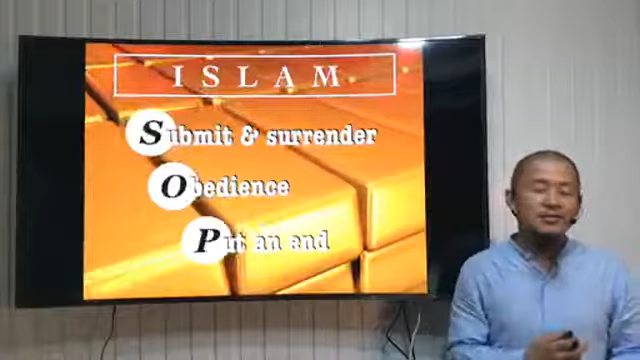 ISLAM
Submit & surrender
Obedience
Put an end